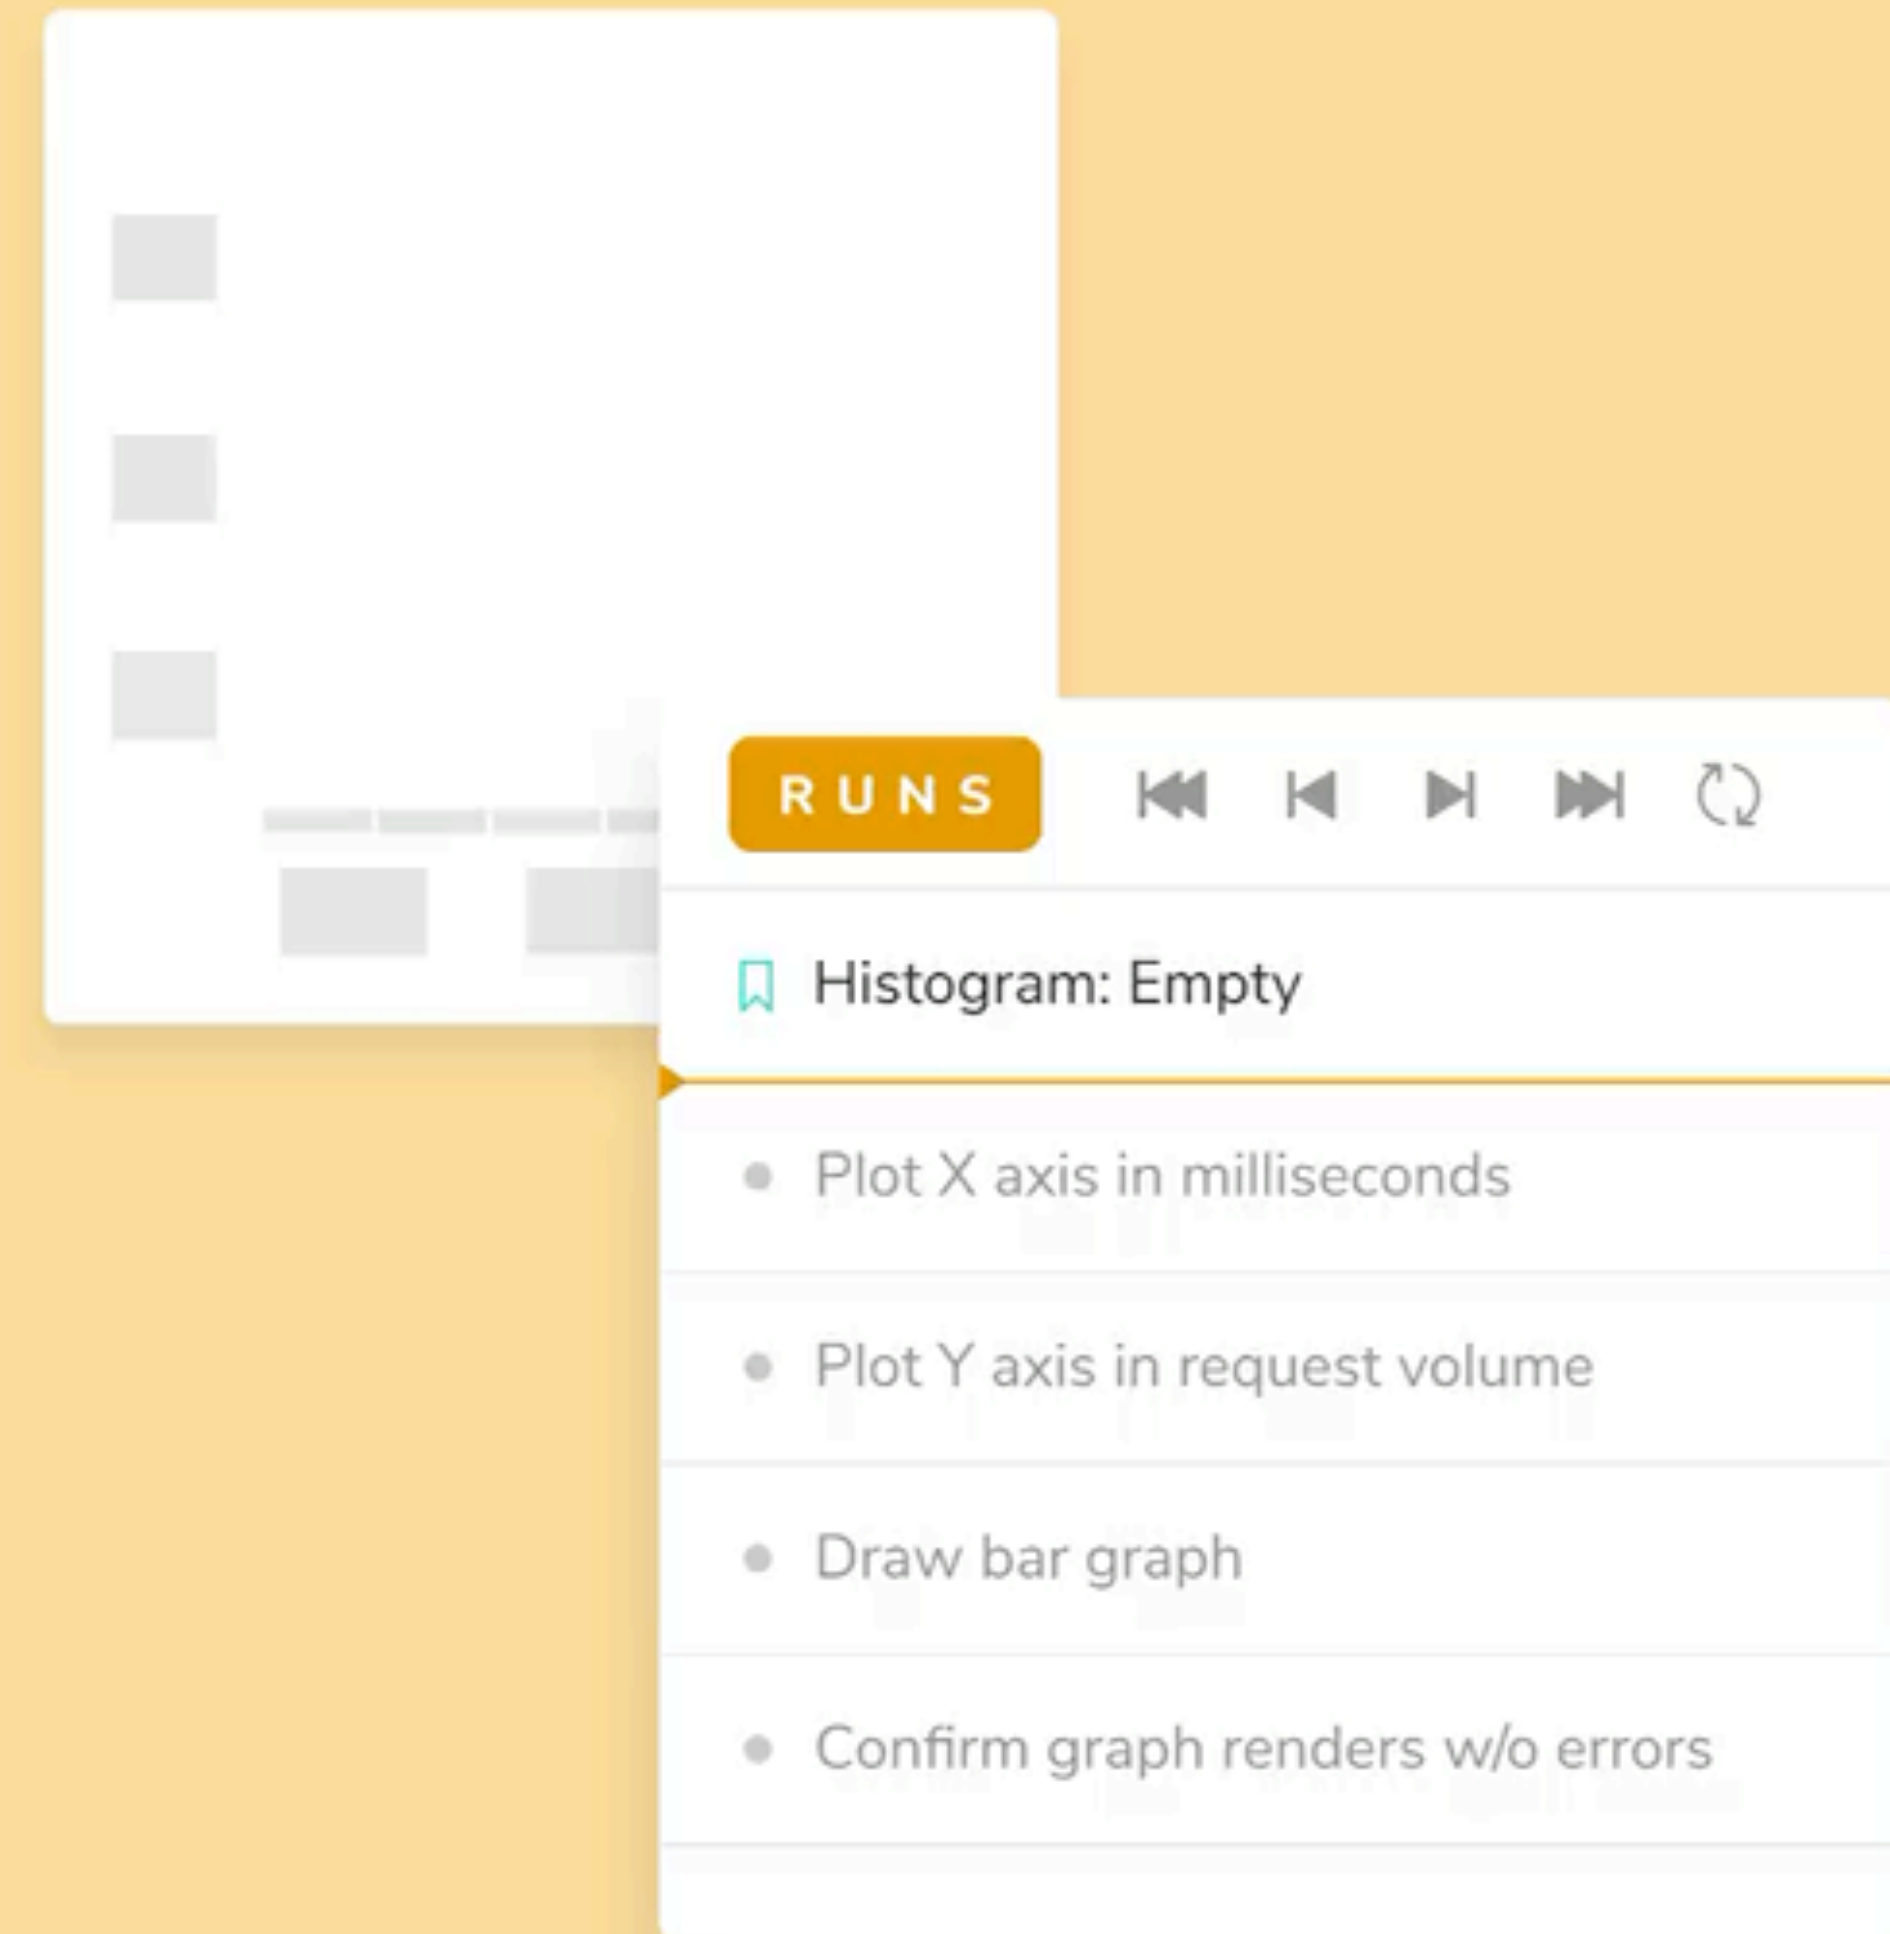 RUNS
Histogram: Empty
Plot X axis in milliseconds
Plot Y axis in request volume
Draw bar graph
Confirm graph renders w/o errors